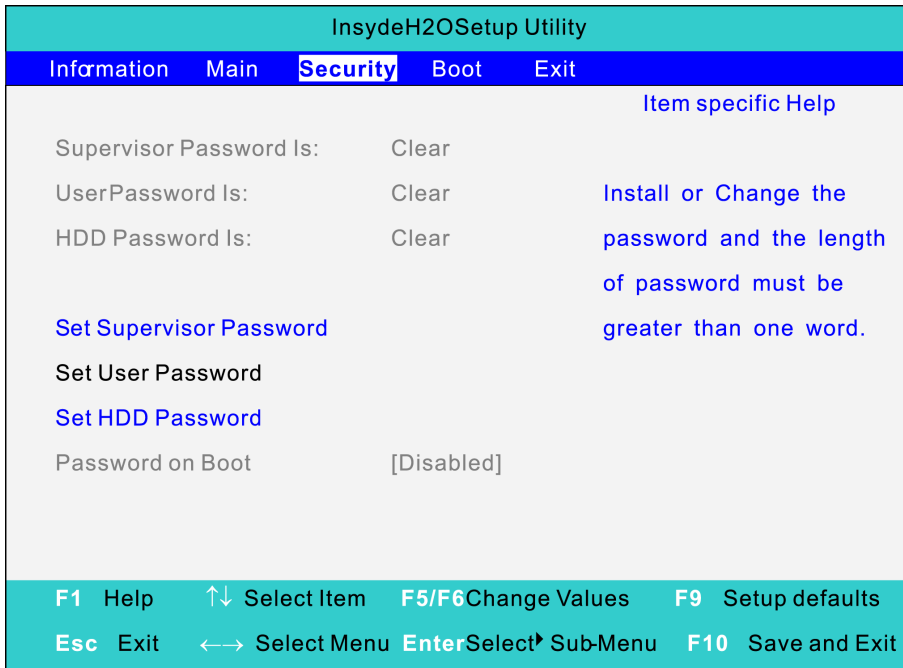 InsydeH2OSetup Utility
Information Main Security Boot Exit
Item specific Help
Supervisor Password Is: Clear
UserPassword Is: Clear Install or Change the
HDD Password Is: Clear password and the length
of password must be
Set Supervisor Password greater than one word.
Set User Password
Set HDD Password
Password on Boot [Disabled]
F1 Help ↑↓ Select Item F5/F6Change Values F9 Setup defaults
Esc Exit ←→ Select Menu EnterSelect▸ Sub-Menu F10 Save and Exit